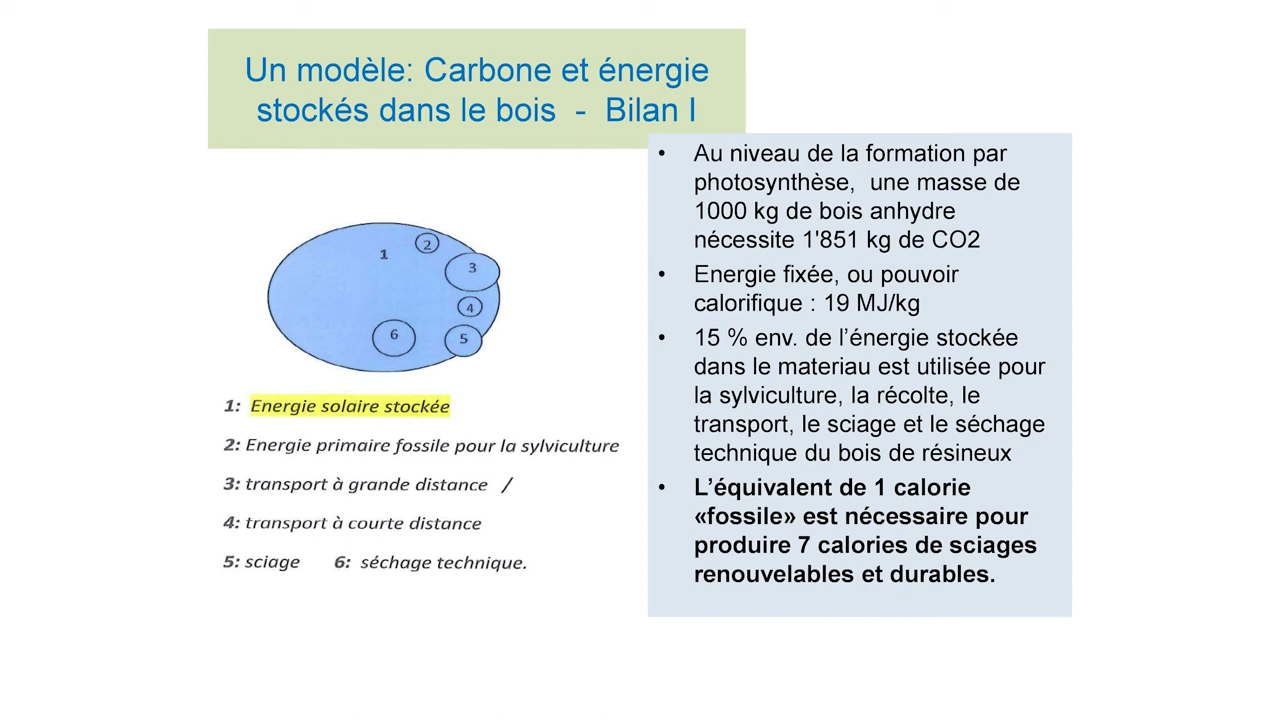 Un modèle: Carbone et énergie
stockés dans le bois - Bilan I
1
2
3
4
5
6
1: Energie solaire stockée
2: Energie primaire fossile pour la sylviculture
3: transport à grande distance /
4: transport à courte distance
5: sciage 6: séchage technique.
• Au niveau de la formation par
photosynthèse, une masse de
1000 kg de bois anhydre
nécessite 1'851 kg de CO2
• Energie fixée, ou pouvoir
calorifique : 19 MJ/kg
• 15 % env. de l’énergie stockée
dans le materiau est utilisée pour
la sylviculture, la récolte, le
transport, le sciage et le séchage
technique du bois de résineux
• L’équivalent de 1 calorie
«fossile» est nécessaire pour
produire 7 calories de sciages
renouvelables et durables.